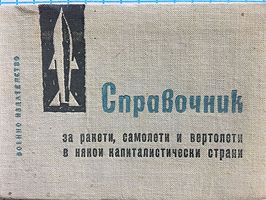 ВОЕННО ИЗДАТЕЛСТВО
Справочник
за ракети, самолети и вертолети
в някои капиталистически страни